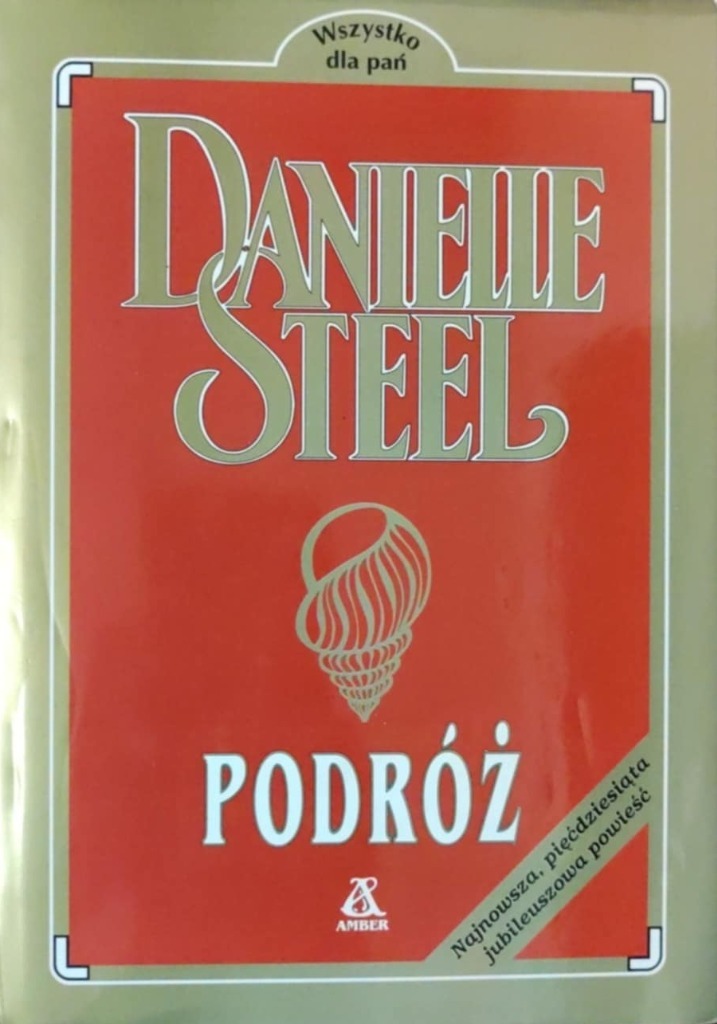 Wszystko
dla pań
DANIELLE
STEEL
PODRÓŻ
AMBER
Najnowsza, pięćdziesiąta
jubileuszowa powieść